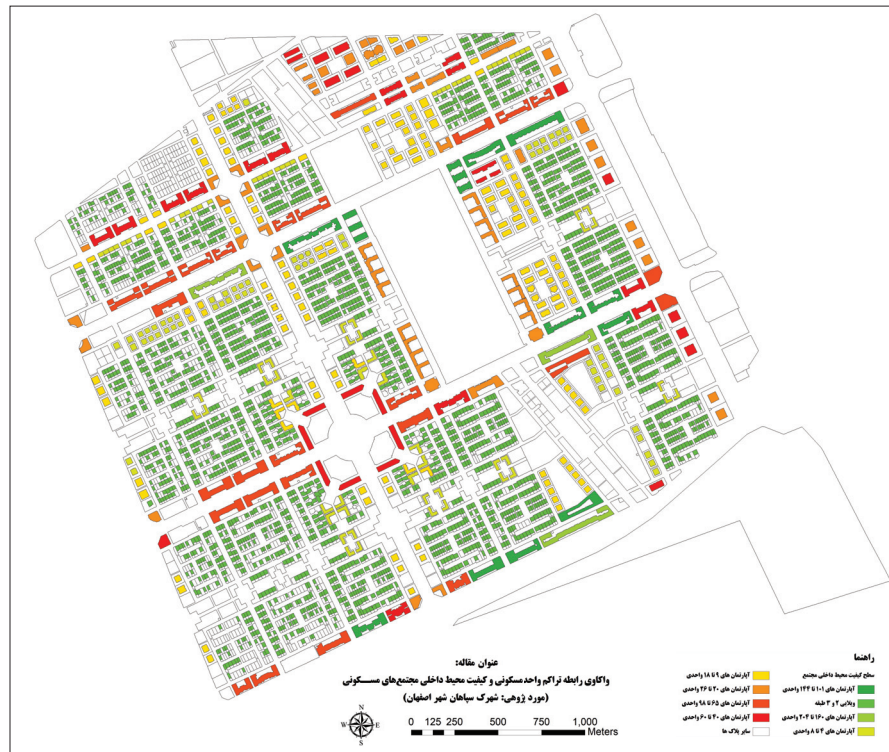 عنوان مقاله:
واکاوی رابطه تراکم واحدمسکونی و کیفیت محیط داخلی مجتمع‌های مســکونی
(مورد پژوهی: شهرک سپاهان شهر اصفهان)
N
W E
S
0 125 250 500 750 1,000
Meters
راهنما
سطح کیفیت محیط داخلی مجتمع
آپارتمان های ۱۰۱ تا ۱۴۴ واحدی
ویلایی ۲ و ۳ طبقه
آپارتمان های ۱۶۰ تا ۲۰۴ واحدی
آپارتمان های ۴ تا ۸ واحدی
آپارتمان های ۹ تا ۱۸ واحدی
آپارتمان های ۲۰ تا ۲۶ واحدی
آپارتمان های ۶۵ تا ۹۸ واحدی
آپارتمان های ۴۰ تا ۶۰ واحدی
سایر پلاک ها